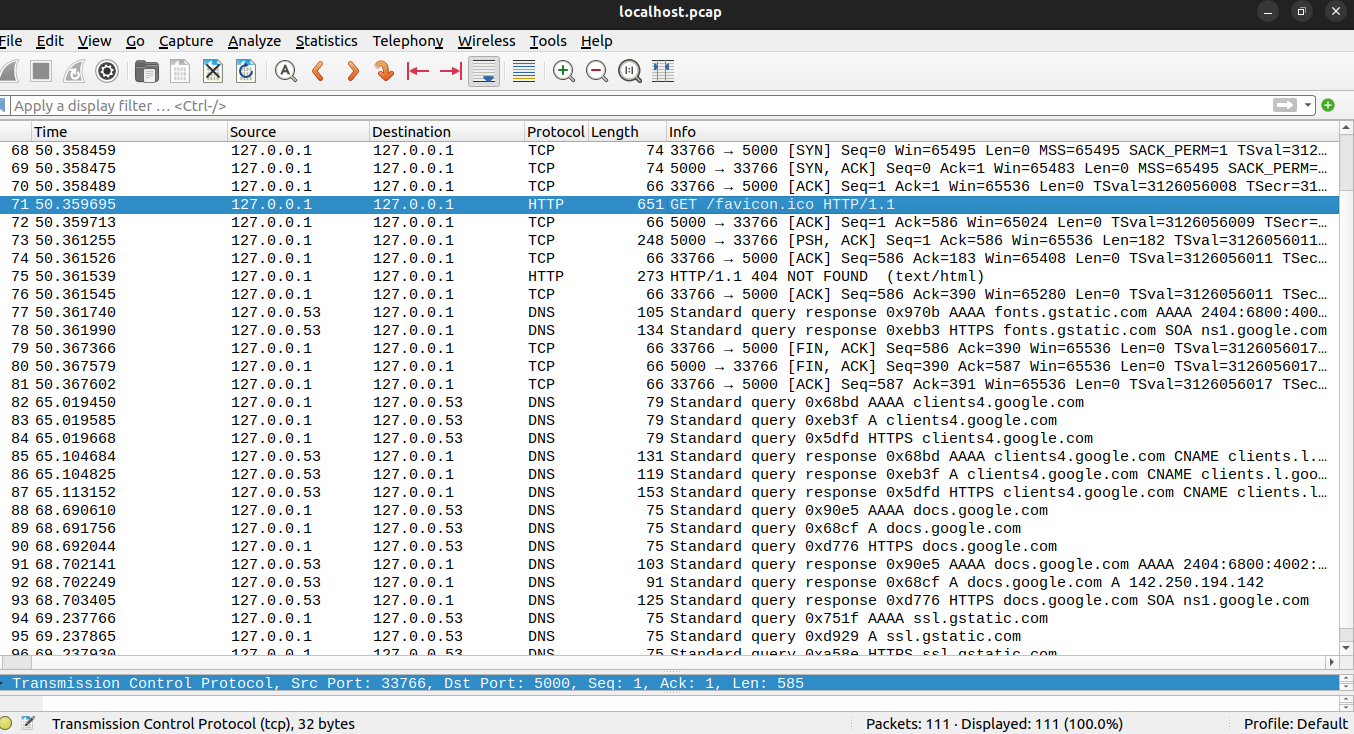 localhost.pcap
File Edit View Go Capture Analyze Statistics Telephony Wireless Tools Help
Apply a display filter … <Ctrl-/>
Time Source Destination Protocol Length Info
68 50.358459 127.0.0.1 127.0.0.1 TCP 74 33766 → 5000 [SYN] Seq=0 Win=65495 Len=0 MSS=65495 SACK_PERM=1 TSval=312…
69 50.358475 127.0.0.1 127.0.0.1 TCP 74 5000 → 33766 [SYN, ACK] Seq=0 Ack=1 Win=65483 Len=0 MSS=65495 SACK_PERM=…
70 50.358489 127.0.0.1 127.0.0.1 TCP 66 33766 → 5000 [ACK] Seq=1 Ack=1 Win=65536 Len=0 TSval=3126056008 TSecr=31…
71 50.359695 127.0.0.1 127.0.0.1 HTTP 651 GET /favicon.ico HTTP/1.1
72 50.359713 127.0.0.1 127.0.0.1 TCP 66 5000 → 33766 [ACK] Seq=1 Ack=586 Win=65024 Len=0 TSval=3126056009 TSecr=…
73 50.361255 127.0.0.1 127.0.0.1 TCP 248 5000 → 33766 [PSH, ACK] Seq=1 Ack=586 Win=65536 Len=182 TSval=3126056011…
74 50.361526 127.0.0.1 127.0.0.1 TCP 66 33766 → 5000 [ACK] Seq=586 Ack=183 Win=65408 Len=0 TSval=3126056011 TSec…
75 50.361539 127.0.0.1 127.0.0.1 HTTP 273 HTTP/1.1 404 NOT FOUND (text/html)
76 50.361545 127.0.0.1 127.0.0.1 TCP 66 33766 → 5000 [ACK] Seq=586 Ack=390 Win=65280 Len=0 TSval=3126056011 TSec…
77 50.361740 127.0.0.53 127.0.0.1 DNS 105 Standard query response 0x970b AAAA fonts.gstatic.com AAAA 2404:6800:400…
78 50.361990 127.0.0.53 127.0.0.1 DNS 134 Standard query response 0xebb3 HTTPS fonts.gstatic.com SOA ns1.google.com
79 50.367366 127.0.0.1 127.0.0.1 TCP 66 33766 → 5000 [FIN, ACK] Seq=586 Ack=390 Win=65536 Len=0 TSval=3126056017…
80 50.367579 127.0.0.1 127.0.0.1 TCP 66 5000 → 33766 [FIN, ACK] Seq=390 Ack=587 Win=65536 Len=0 TSval=3126056017…
81 50.367602 127.0.0.1 127.0.0.1 TCP 66 33766 → 5000 [ACK] Seq=587 Ack=391 Win=65536 Len=0 TSval=3126056017 TSec…
82 65.019450 127.0.0.1 127.0.0.53 DNS 79 Standard query 0x68bd AAAA clients4.google.com
83 65.019585 127.0.0.1 127.0.0.53 DNS 79 Standard query 0xeb3f A clients4.google.com
84 65.019668 127.0.0.1 127.0.0.53 DNS 79 Standard query 0x5dfd HTTPS clients4.google.com
85 65.104684 127.0.0.53 127.0.0.1 DNS 131 Standard query response 0x68bd AAAA clients4.google.com CNAME clients.l.…
86 65.104825 127.0.0.53 127.0.0.1 DNS 119 Standard query response 0xeb3f A clients4.google.com CNAME clients.l.goo…
87 65.113152 127.0.0.53 127.0.0.1 DNS 153 Standard query response 0x5dfd HTTPS clients4.google.com CNAME clients.l…
88 68.690610 127.0.0.1 127.0.0.53 DNS 75 Standard query 0x90e5 AAAA docs.google.com
89 68.691756 127.0.0.1 127.0.0.53 DNS 75 Standard query 0x68cf A docs.google.com
90 68.692044 127.0.0.1 127.0.0.53 DNS 75 Standard query 0xd776 HTTPS docs.google.com
91 68.702141 127.0.0.53 127.0.0.1 DNS 103 Standard query response 0x90e5 AAAA docs.google.com AAAA 2404:6800:4002:…
92 68.702249 127.0.0.53 127.0.0.1 DNS 91 Standard query response 0x68cf A docs.google.com A 142.250.194.142
93 68.703405 127.0.0.53 127.0.0.1 DNS 125 Standard query response 0xd776 HTTPS docs.google.com SOA ns1.google.com
94 69.237766 127.0.0.1 127.0.0.53 DNS 75 Standard query 0x751f AAAA ssl.gstatic.com
95 69.237865 127.0.0.1 127.0.0.53 DNS 75 Standard query 0xd929 A ssl.gstatic.com
96 69.237930 127.0.0.1 127.0.0.53 DNS 75 Standard query 0xa58e HTTPS ssl.gstatic.com
Transmission Control Protocol, Src Port: 33766, Dst Port: 5000, Seq: 1, Ack: 1, Len: 585
Transmission Control Protocol (tcp), 32 bytes Packets: 111 · Displayed: 111 (100.0%) Profile: Default